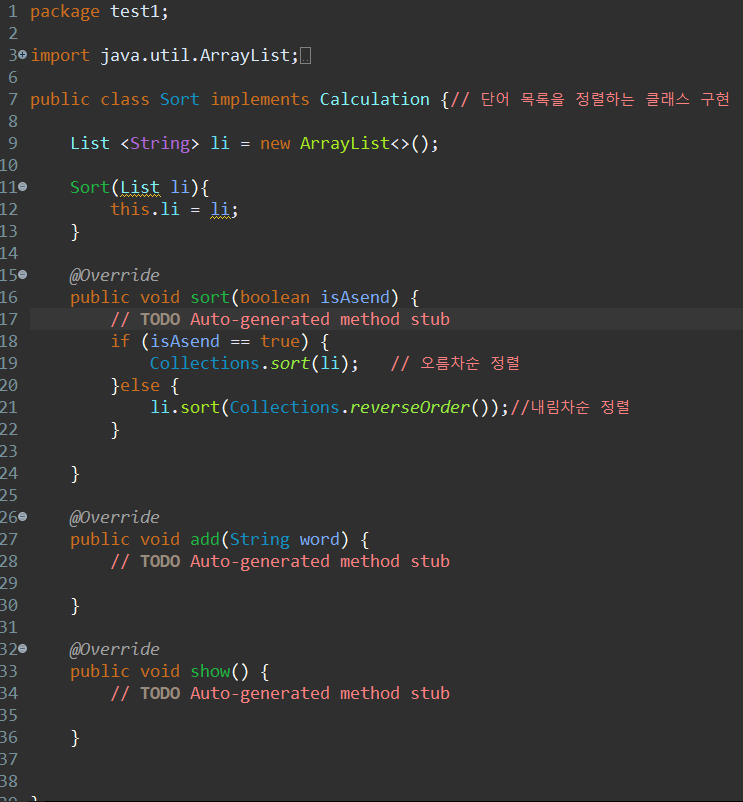 1 package test1;
2
3 import java.util.ArrayList;
6
7 public class Sort implements Calculation {// 단어 목록을 정렬하는 클래스 구현
8
9 List <String> li = new ArrayList<>();
10
11 Sort(List li){
12 this.li = li;
13 }
14
15 @Override
16 public void sort(boolean isAsend) {
17 // TODO Auto-generated method stub
18 if (isAsend == true) {
19 Collections.sort(li); // 오름차순 정렬
20 }else {
21 li.sort(Collections.reverseOrder());//내림차순 정렬
22 }
23
24 }
25
26 @Override
27 public void add(String word) {
28 // TODO Auto-generated method stub
29
30 }
31
32 @Override
33 public void show() {
34 // TODO Auto-generated method stub
35
36 }
37
38